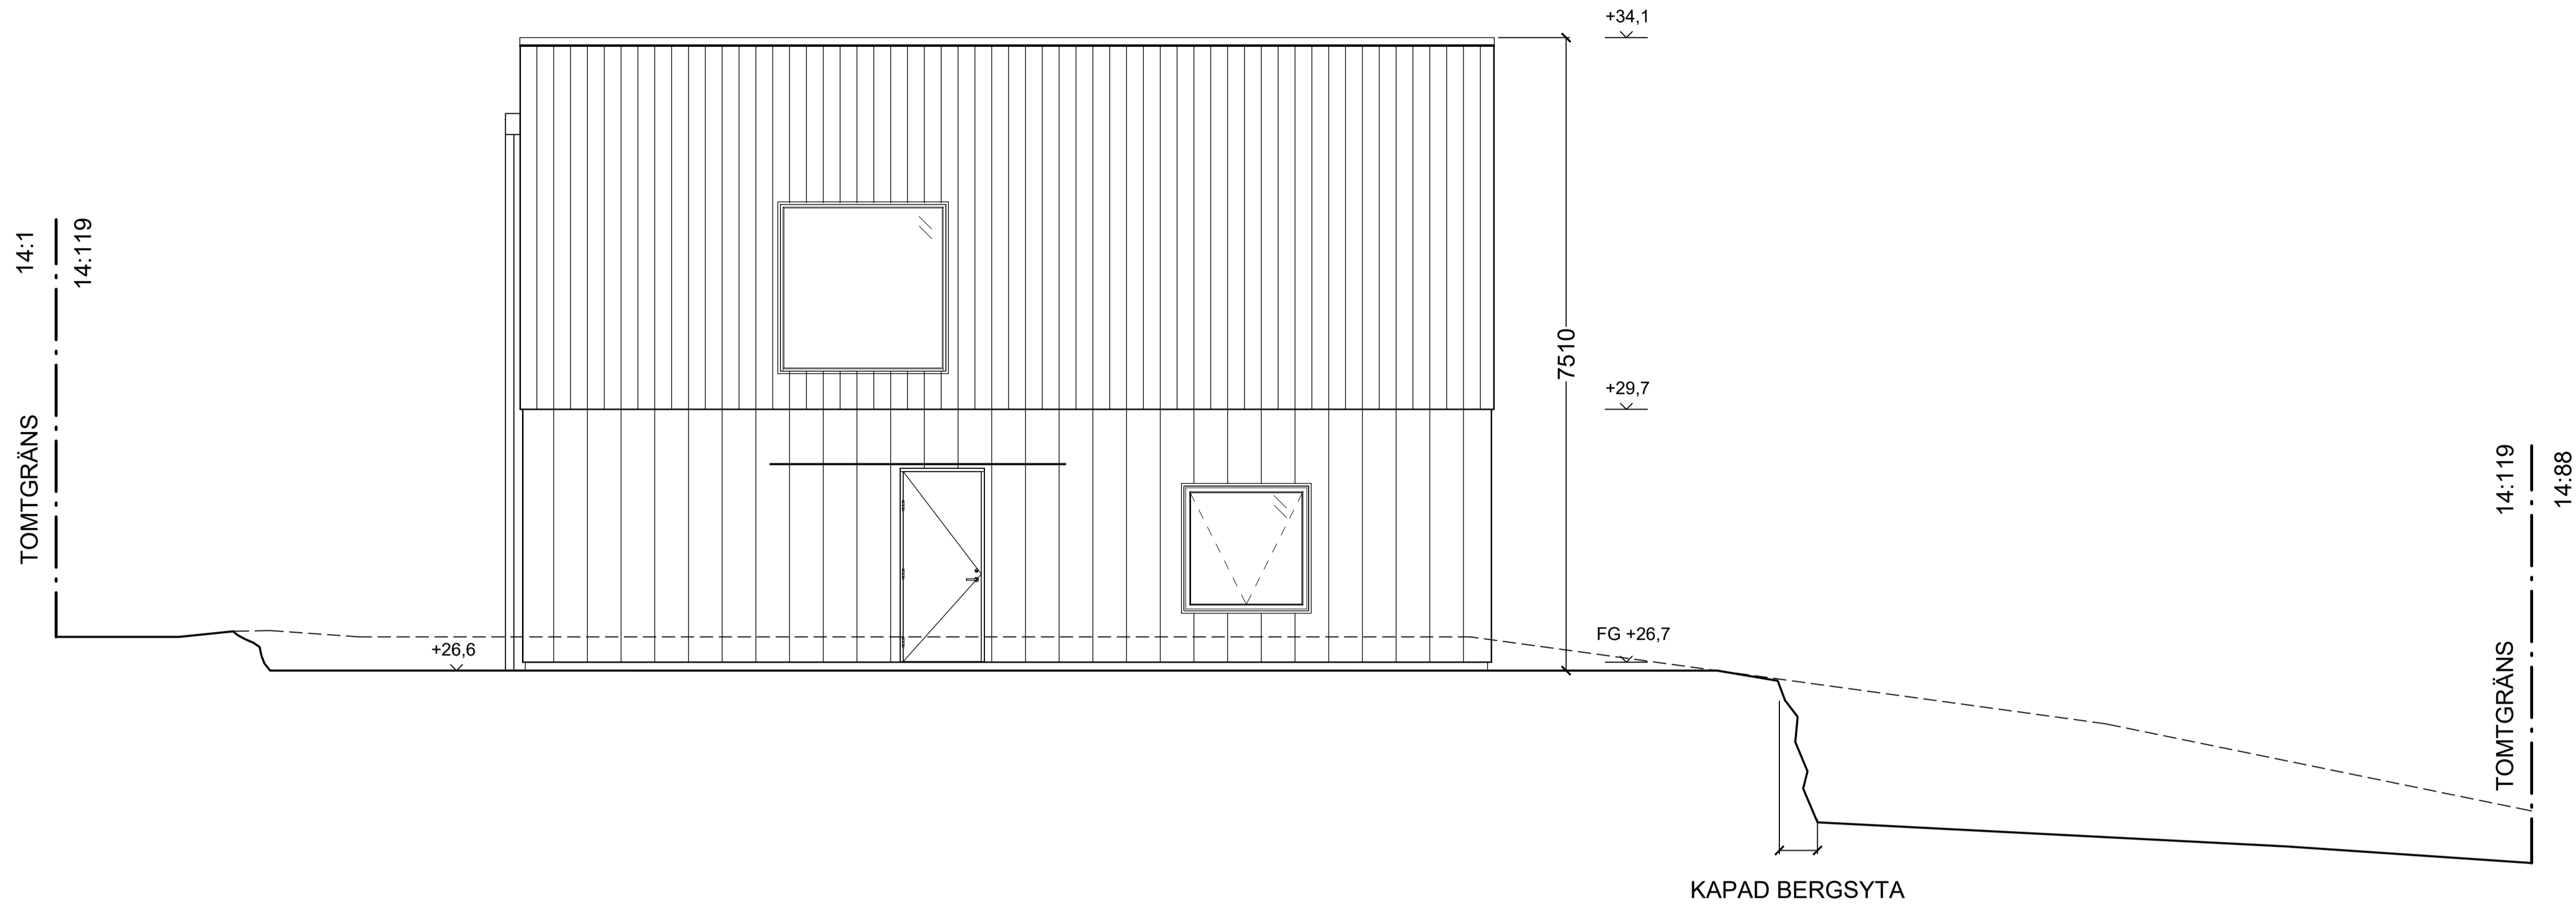 +34,1
14:1
14:119
TOMTGRÄNS
7510
+29,7
14:119
14:88
TOMTGRÄNS
+26,6
FG +26,7
KAPAD BERGSYTA